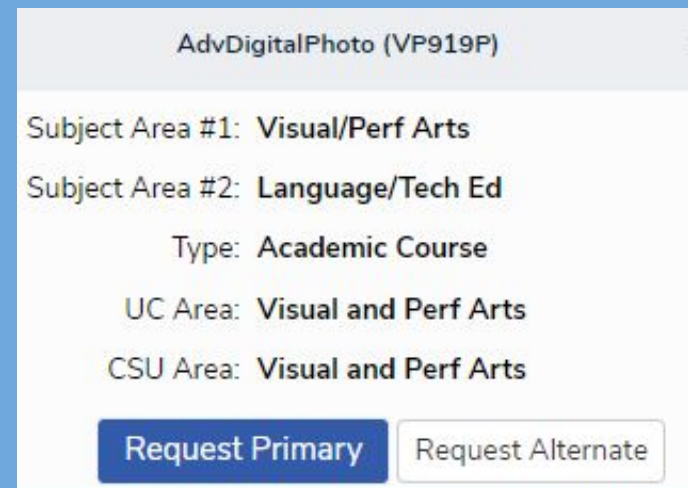 AdvDigitalPhoto (VP919P)
Subject Area #1: Visual/Perf Arts
Subject Area #2: Language/Tech Ed
Type: Academic Course
UC Area: Visual and Perf Arts
CSU Area: Visual and Perf Arts
Request Primary Request Alternate